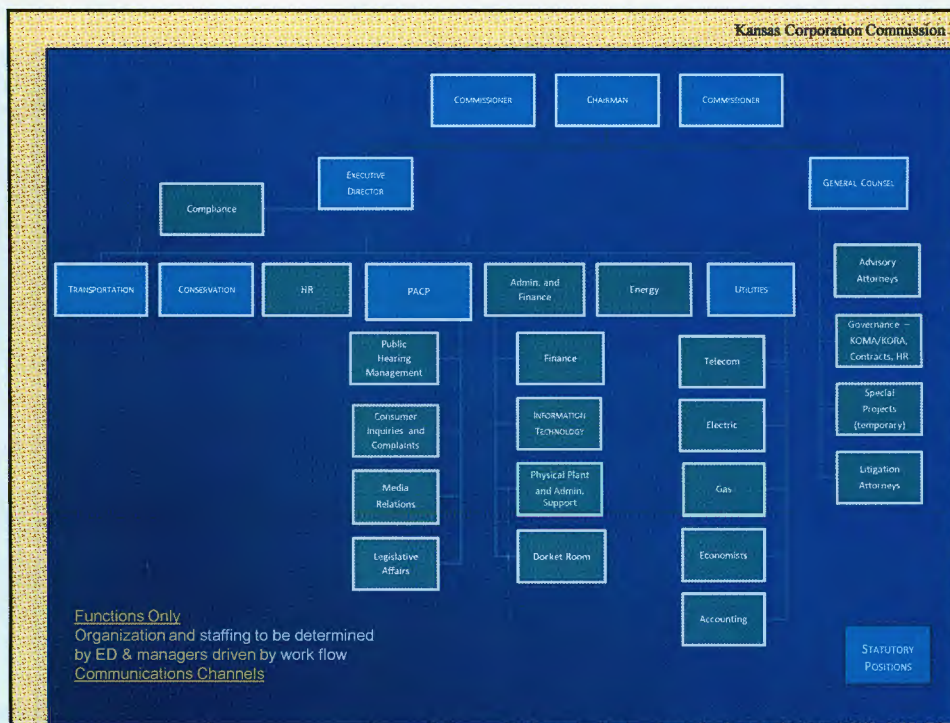 Kansas Corporation Commission
COMMISSIONER
CHAIRMAN
COMMISSIONER
EXECUTIVE
DIRECTOR
GENERAL COUNSEL
Compliance
TRANSPORTATION
CONSERVATION
HR
PACP
Admin. and
Finance
Energy
UTILITIES
Public
Hearing
Management
Consumer
Inquiries and
Complaints
Media
Relations
Legislative
Affairs
Finance
INFORMATION
TECHNOLOGY
Physical Plant
and Admin.
Support
Docket Room
Telecom
Electric
Gas
Economists
Accounting
Advisory
Attorneys
Governance –
KOMA/KORA,
Contracts, HR
Special
Projects
(temporary)
Litigation
Attorneys
Functions Only
Organization and staffing to be determined
by ED & managers driven by work flow
Communications Channels
STATUTORY
POSITIONS